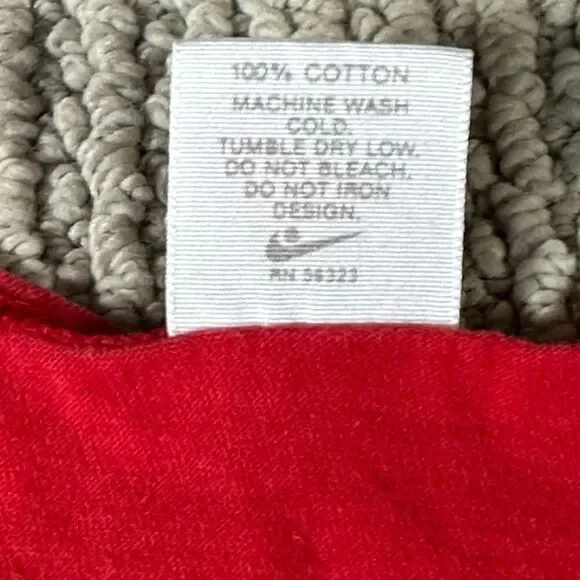 100% COTTON
MACHINE WASH
COLD.
TUMBLE DRY LOW.
DO NOT BLEACH.
DO NOT IRON
DESIGN.
RN 56323